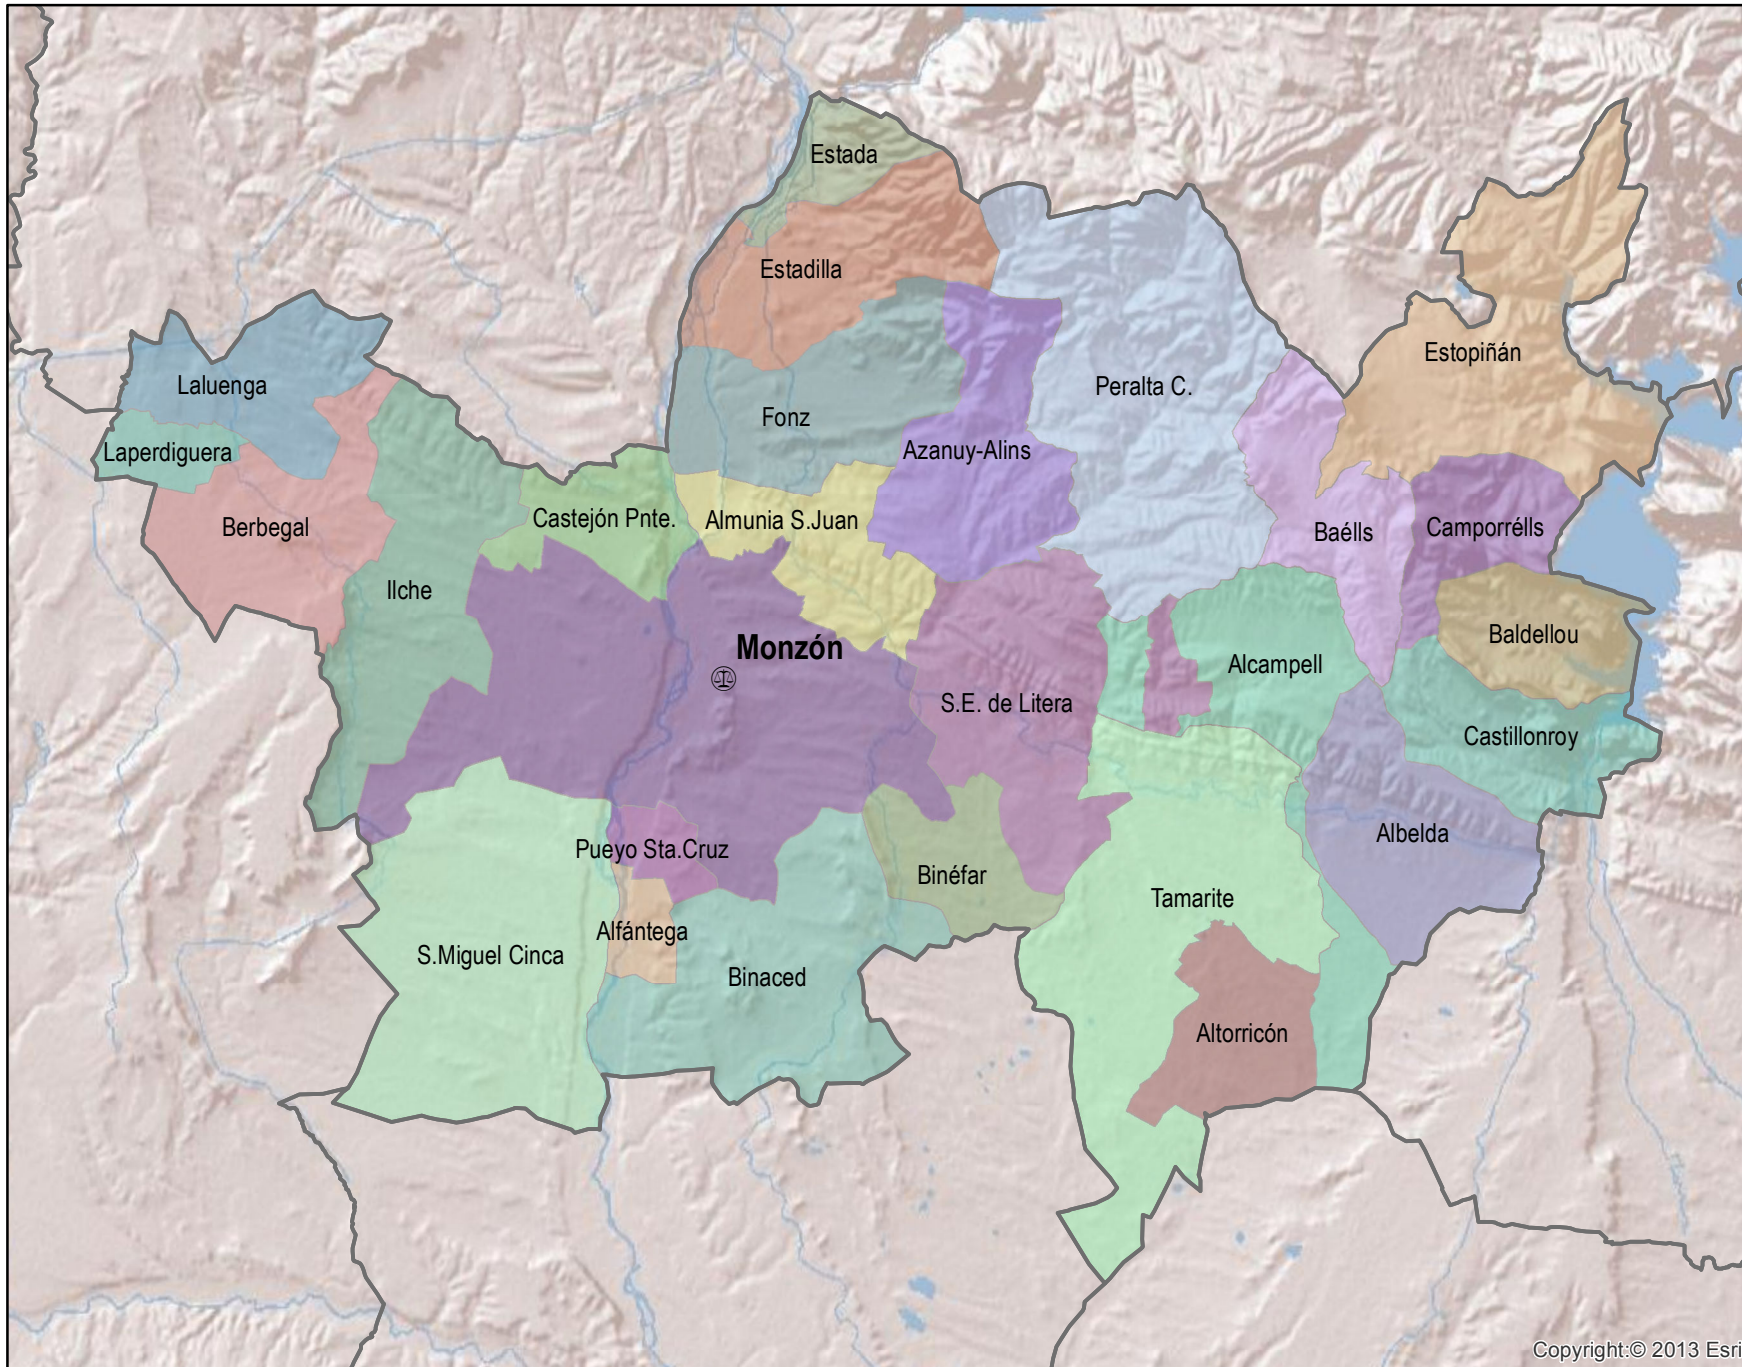 Estada
Estadilla
Estopiñán
Laluenga
Peralta C.
Fonz
Laperdiguera
Azanuy-Alins
Castejón Pnte.
Almunia S.Juan
Berbegal
Baélls
Camporrélls
Ilche
Baldellou
Monzón
Alcampell
S.E. de Litera
Castillonroy
Albelda
Pueyo Sta.Cruz
Binéfar
Tamarite
Alfántega
S.Miguel Cinca
Binaced
Altorricón
Copyright:© 2013 Esri